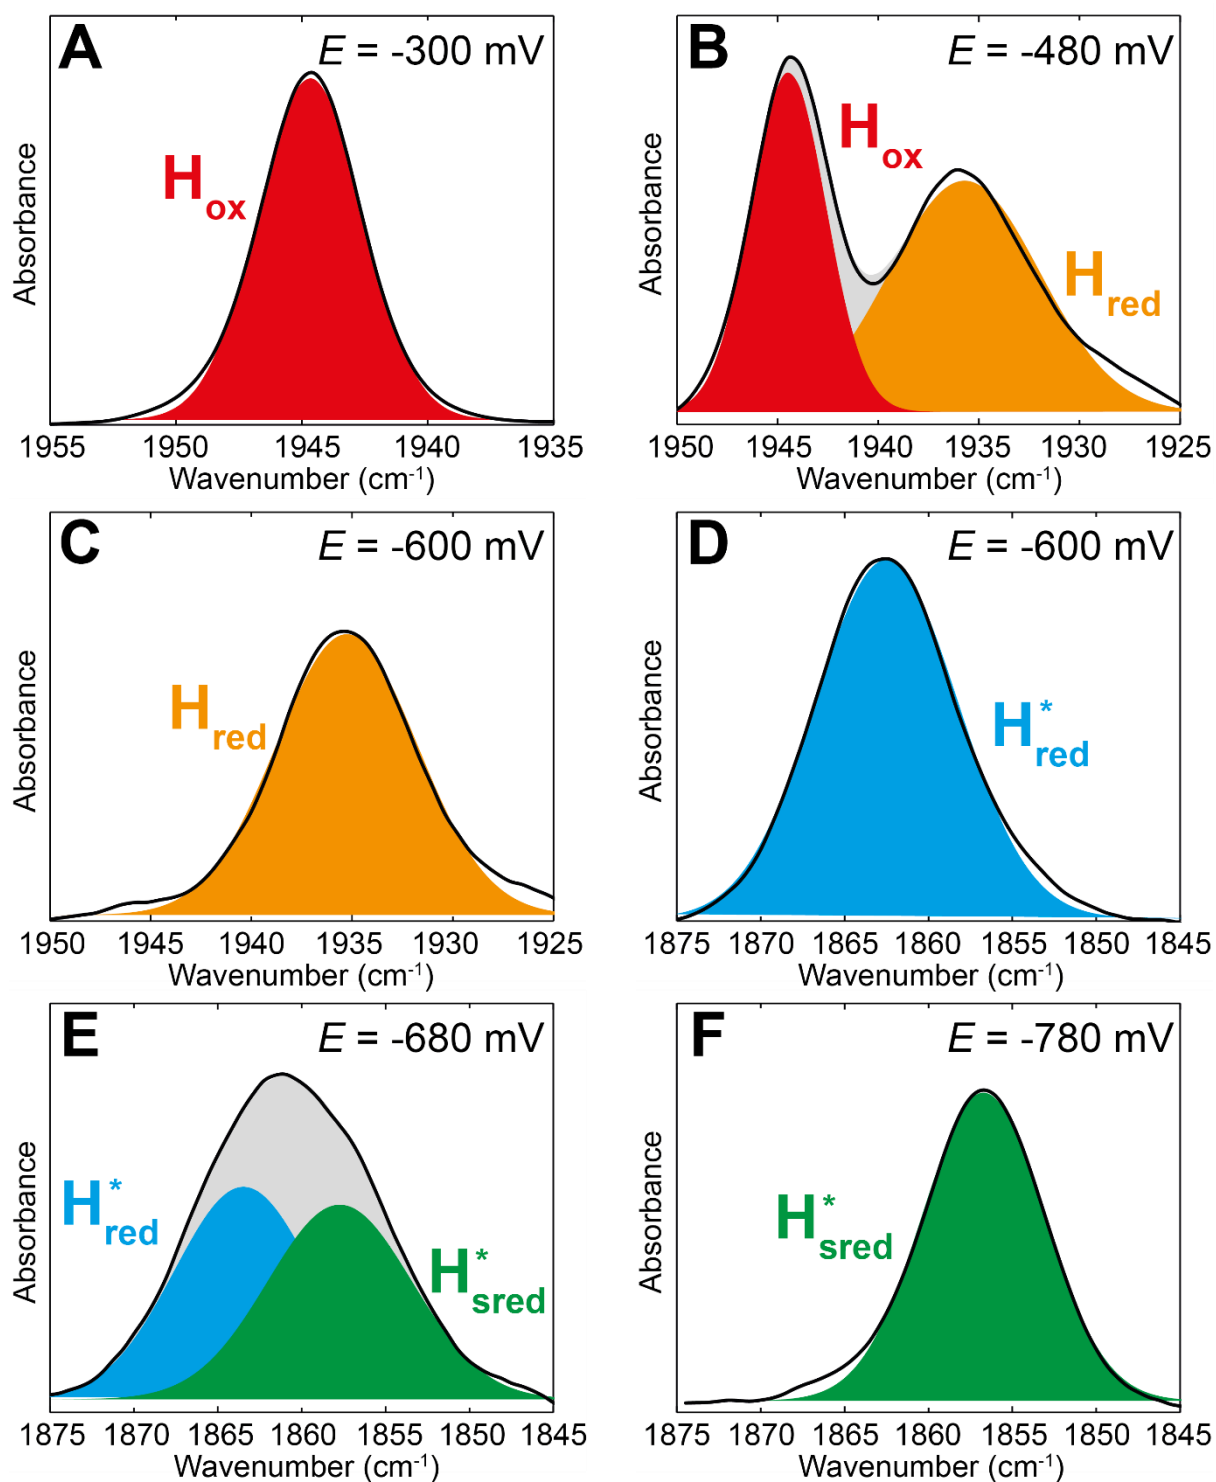 A
E = -300 mV
H
ox
Absorbance
1955 1950 1945 1940 1935
Wavenumber (cm⁻¹)
B
E = -480 mV
H
ox
H
red
Absorbance
1950 1945 1940 1935 1930 1925
Wavenumber (cm⁻¹)
C
E = -600 mV
H
red
Absorbance
1950 1945 1940 1935 1930 1925
Wavenumber (cm⁻¹)
D
E = -600 mV
H*
red
Absorbance
1875 1870 1865 1860 1855 1850 1845
Wavenumber (cm⁻¹)
E
E = -680 mV
H*
red
H*
sred
Absorbance
1875 1870 1865 1860 1855 1850 1845
Wavenumber (cm⁻¹)
F
E = -780 mV
H*
sred
Absorbance
1875 1870 1865 1860 1855 1850 1845
Wavenumber (cm⁻¹)